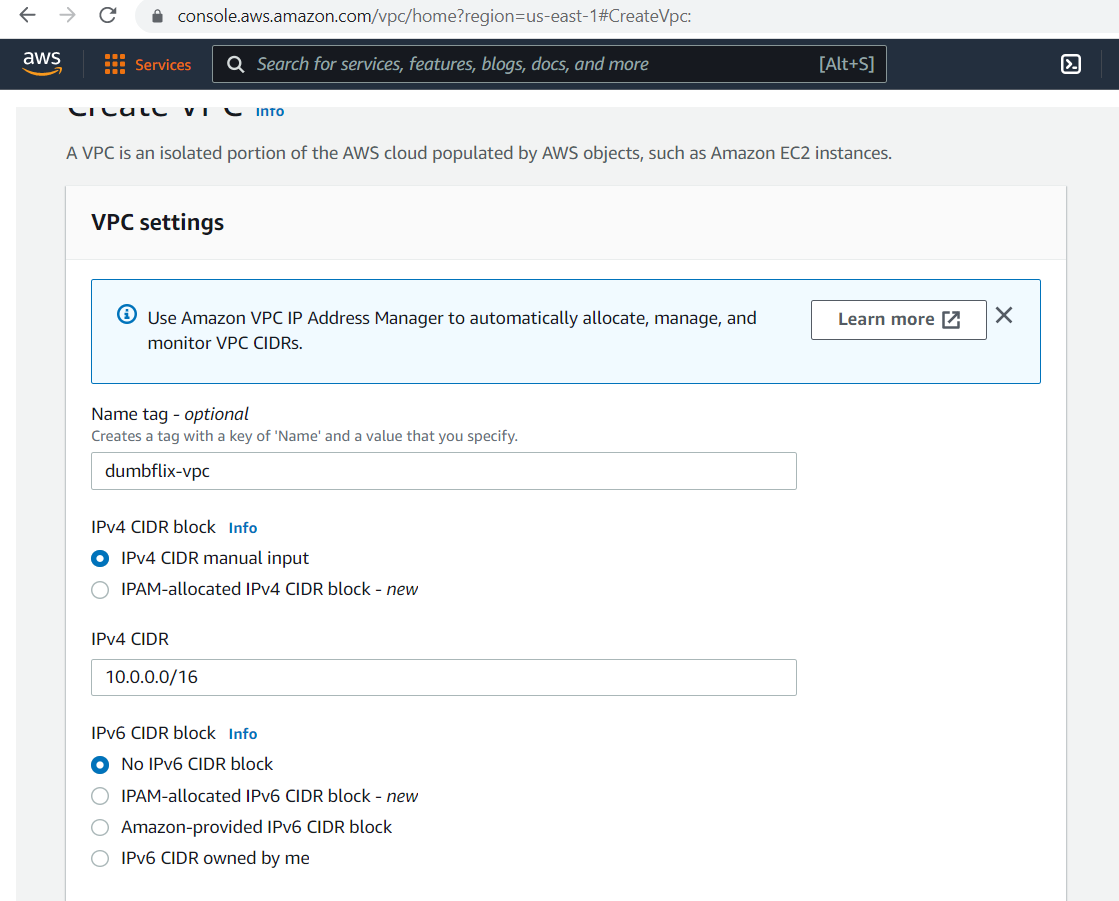 console.aws.amazon.com/vpc/home?region=us-east-1#CreateVpc:
aws Services Search for services, features, blogs, docs, and more [Alt+S]
Create VPC Info
A VPC is an isolated portion of the AWS cloud populated by AWS objects, such as Amazon EC2 instances.
VPC settings
Use Amazon VPC IP Address Manager to automatically allocate, manage, and
monitor VPC CIDRs.
Learn more
Name tag - optional
Creates a tag with a key of 'Name' and a value that you specify.
dumbflix-vpc
IPv4 CIDR block Info
IPv4 CIDR manual input
IPAM-allocated IPv4 CIDR block - new
IPv4 CIDR
10.0.0.0/16
IPv6 CIDR block Info
No IPv6 CIDR block
IPAM-allocated IPv6 CIDR block - new
Amazon-provided IPv6 CIDR block
IPv6 CIDR owned by me